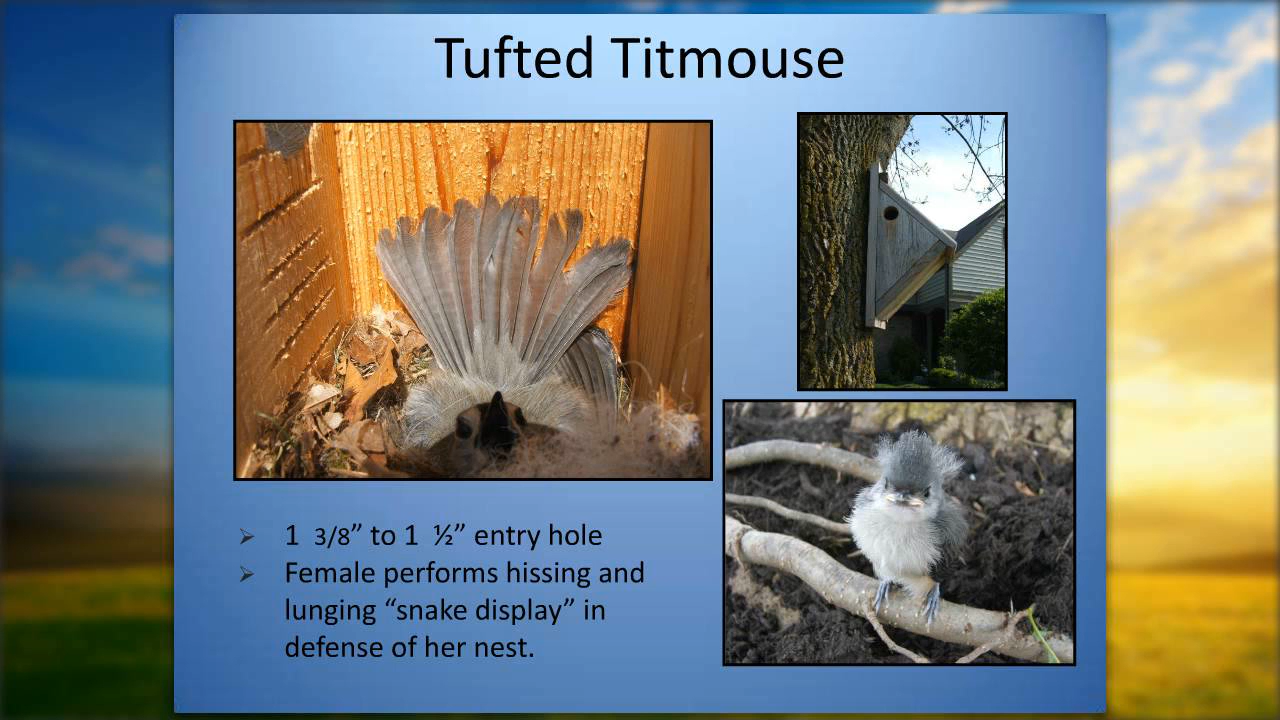 Tufted Titmouse
➢ 1 3/8” to 1 ½” entry hole
➢ Female performs hissing and
lunging “snake display” in
defense of her nest.